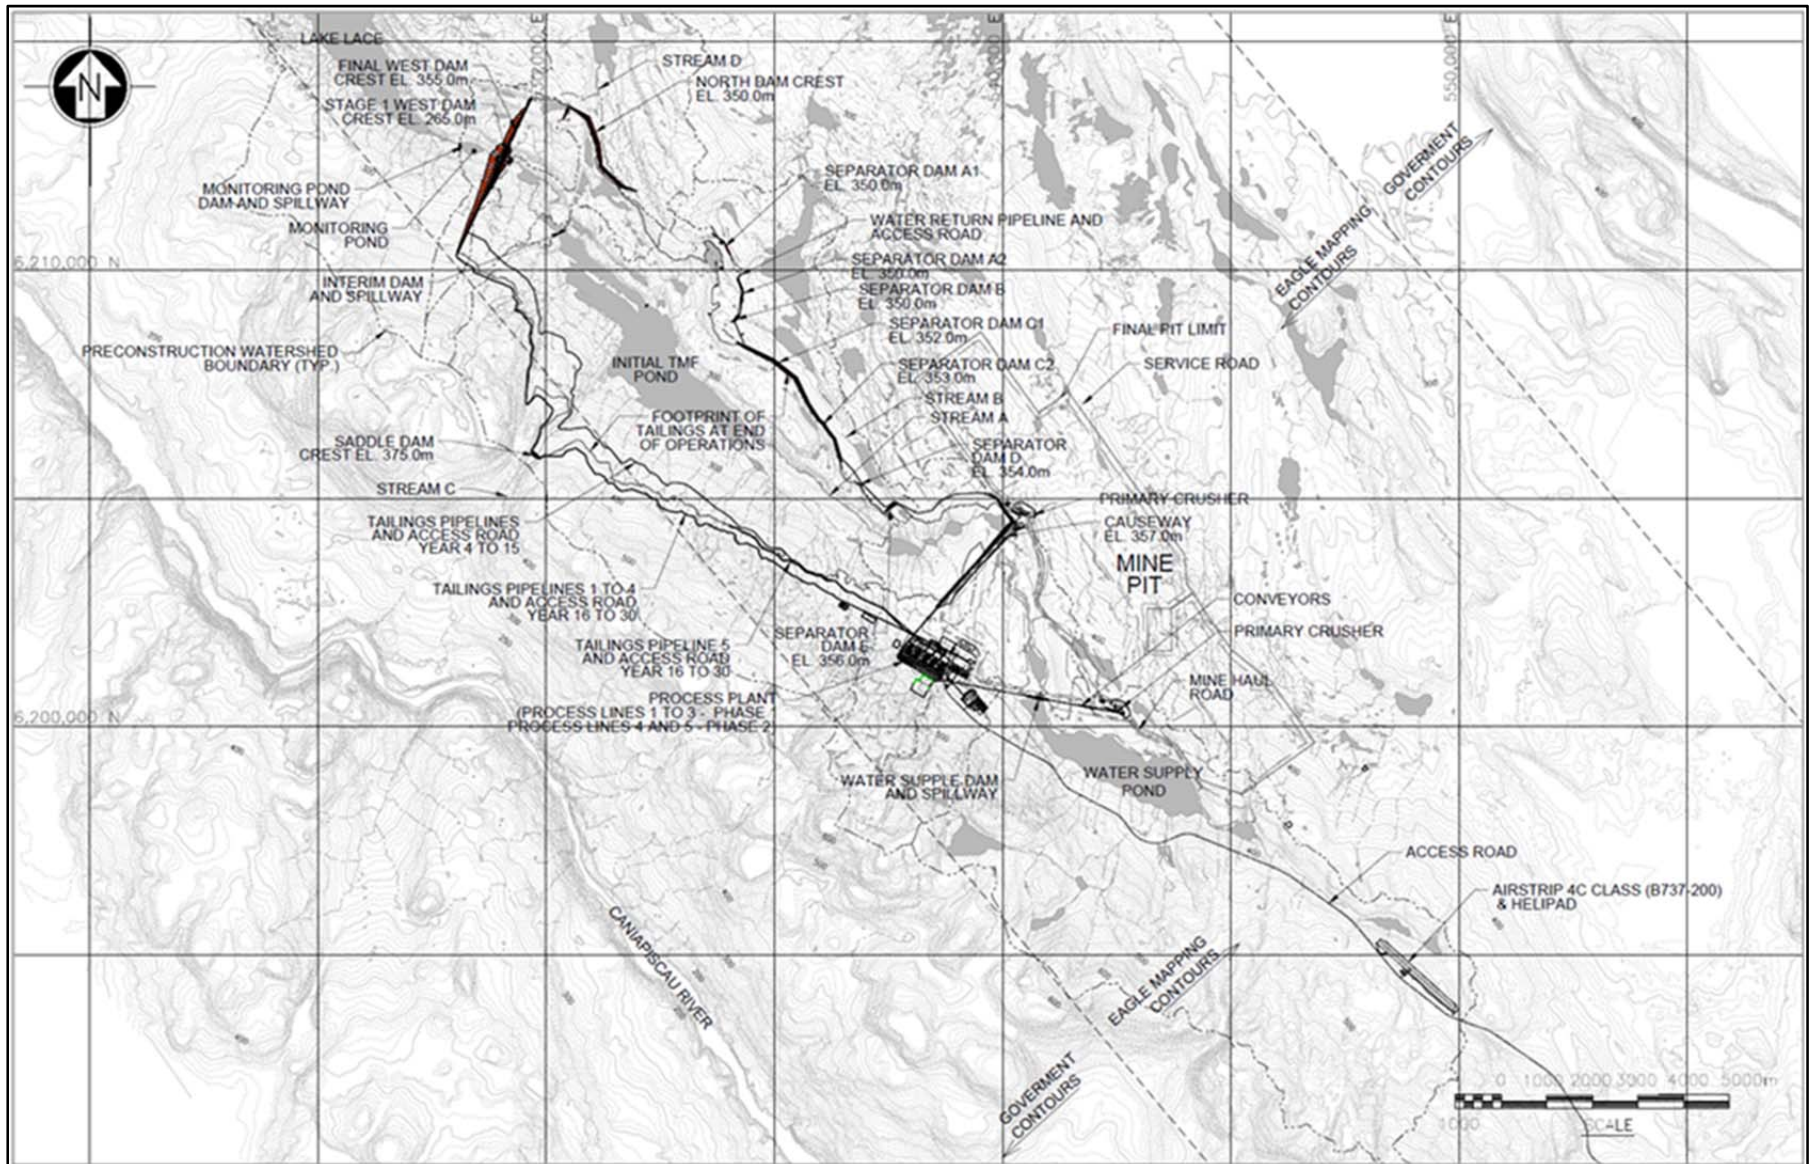 N
LAKE LACE
FINAL WEST DAM
CREST EL. 355.0m
STAGE 1 WEST DAM
CREST EL. 265.0m
STREAM D
NORTH DAM CREST
EL. 350.0m
SEPARATOR DAM A1
EL. 350.0m
MONITORING POND
DAM AND SPILLWAY
MONITORING
POND
WATER RETURN PIPELINE AND
ACCESS ROAD
6,210,000 N
SEPARATOR DAM A2
EL. 350.0m
INTERIM DAM
AND SPILLWAY
SEPARATOR DAM B
EL. 350.0m
SEPARATOR DAM C1
EL. 352.0m
FINAL PIT LIMIT
PRECONSTRUCTION WATERSHED
BOUNDARY (TYP.)
INITIAL TMF
POND
SEPARATOR DAM C2
EL. 353.0m
SERVICE ROAD
STREAM B
STREAM A
FOOTPRINT OF
TAILINGS AT END
OF OPERATIONS
SADDLE DAM
CREST EL. 375.0m
SEPARATOR
DAM D
EL. 354.0m
STREAM C
PRIMARY CRUSHER
TAILINGS PIPELINES
AND ACCESS ROAD
YEAR 4 TO 15
CAUSEWAY
EL. 357.0m
MINE
PIT
TAILINGS PIPELINES 1 TO 4
AND ACCESS ROAD
YEAR 16 TO 30
CONVEYORS
PRIMARY CRUSHER
TAILINGS PIPELINE 5
AND ACCESS ROAD
YEAR 16 TO 30
SEPARATOR
DAM E
EL. 356.0m
MINE HAUL
ROAD
PROCESS PLANT
(PROCESS LINES 1 TO 3 - PHASE
PROCESS LINES 4 AND 5 - PHASE 2)
6,200,000 N
WATER SUPPLE DAM
AND SPILLWAY
WATER SUPPLY
POND
ACCESS ROAD
AIRSTRIP 4C CLASS (B737-200)
& HELIPAD
CANIAPISCAU RIVER
GOVERMENT
CONTOURS
EAGLE MAPPING
CONTOURS
EAGLE MAPPING
CONTOURS
GOVERMENT
CONTOURS
550,000 E
0 1000 2000 3000 4000 5000m
1000
SCALE